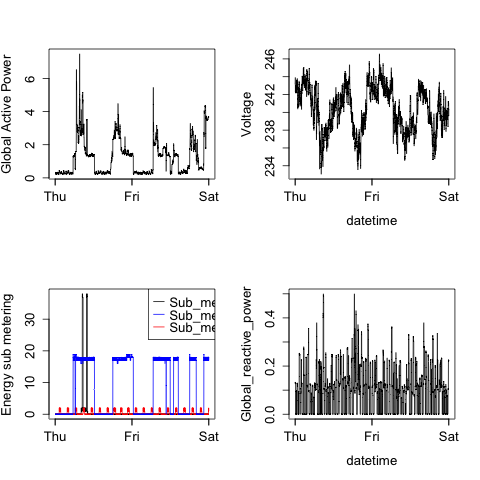 Global Active Power
0 2 4 6
Thu Fri Sat
Voltage
234 238 242 246
Thu Fri Sat
datetime
Energy sub metering
0 10 20 30
Sub_me
Sub_me
Sub_me
Thu Fri Sat
Global_reactive_power
0.0 0.2 0.4
Thu Fri Sat
datetime